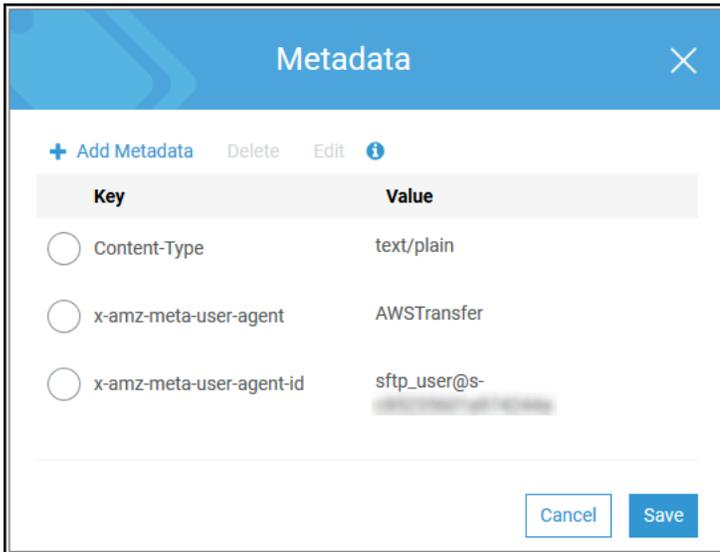 Metadata
Add Metadata Delete Edit
Key Value
Content-Type text/plain
x-amz-meta-user-agent AWSTransfer
x-amz-meta-user-agent-id sftp_user@s-
Cancel Save